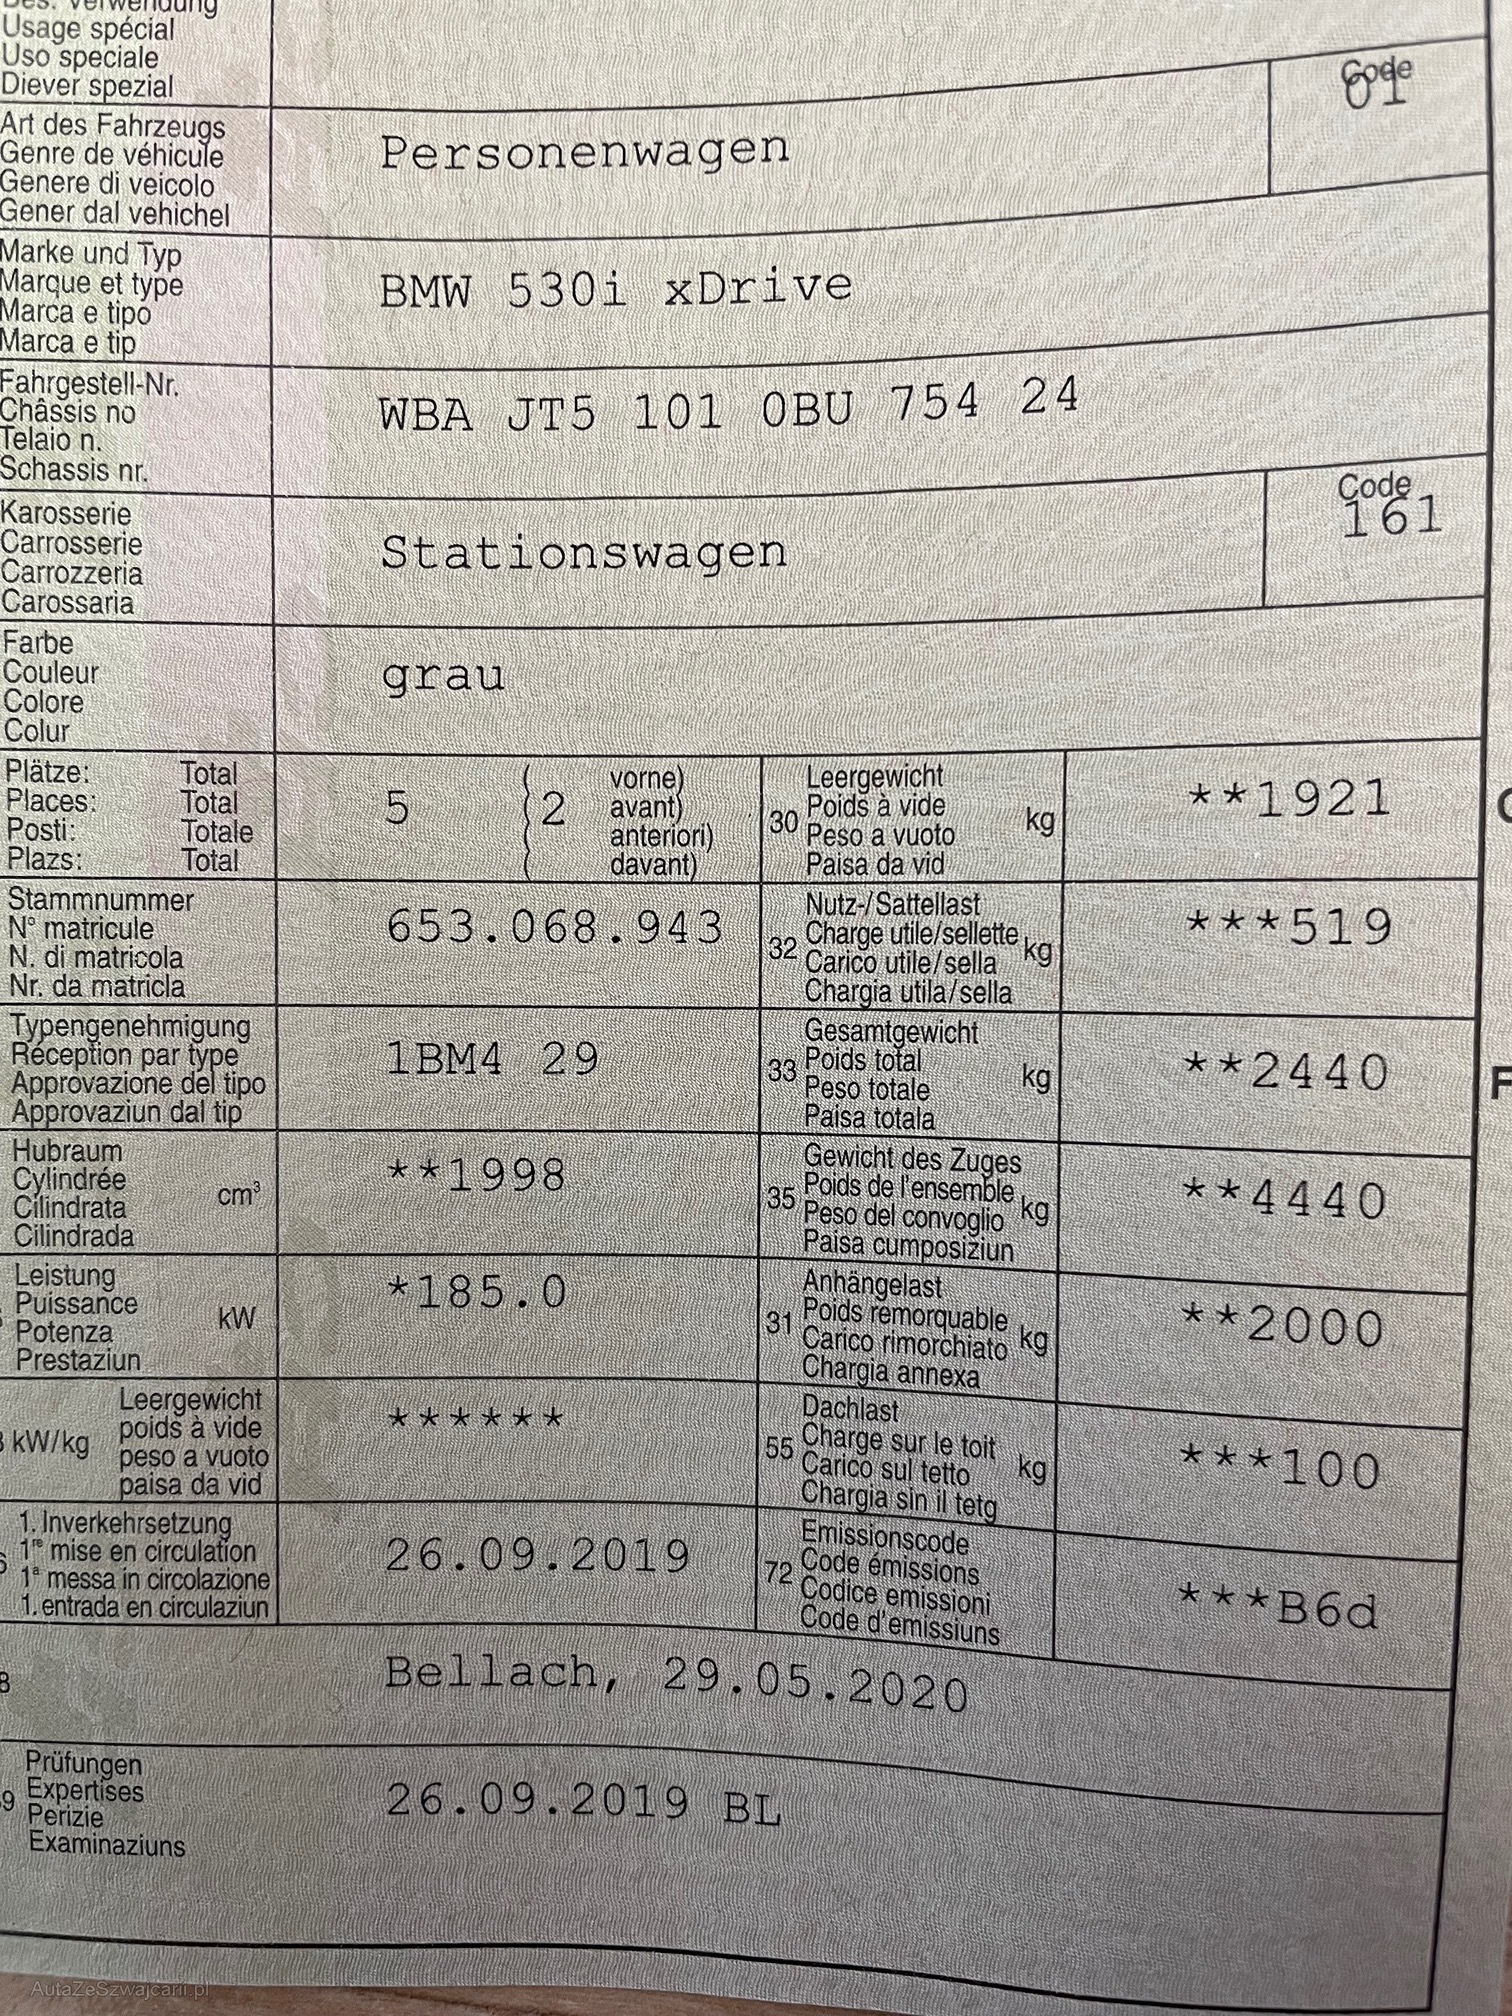 Des. Verwendung
Usage spécial
Uso speciale
Diever spezial
Art des Fahrzeugs
Genre de véhicule
Genere di veicolo
Gener dal vehichel
Personenwagen
Code
01
Marke und Typ
Marque et type
Marca e tipo
Marca e tip
BMW 530i xDrive
Fahrgestell-Nr.
Châssis no
Telaio n.
Schassis nr.
WBA JT5 101 0BU 754 24
Karosserie
Carrosserie
Carrozzeria
Carossaria
Stationswagen
Code
161
Farbe
Couleur
Colore
Colur
grau
Plätze: Total
Places: Total
Posti: Totale
Plazs: Total
5 (2 vorne)
avant)
anteriori)
davant)
30 Leergewicht
Poids à vide
Peso a vuoto
Paisa da vid
kg
**1921
Stammnummer
N° matricule
N. di matricola
Nr. da matricla
653.068.943
32 Nutz-/Sattellast
Charge utile/sellette
Carico utile/sella
Chargia utila/sella
kg
***519
Typengenehmigung
Réception par type
Approvazione del tipo
Approvaziun dal tip
1BM4 29
33 Gesamtgewicht
Poids total
Peso totale
Paisa totala
kg
**2440
Hubraum
Cylindrée
Cilindrata
Cilindrada
cm³
**1998
35 Gewicht des Zuges
Poids de l'ensemble
Peso del convoglio
Paisa cumposiziun
kg
**4440
Leistung
Puissance
Potenza
Prestaziun
kW
*185.0
31 Anhängelast
Poids remorquable
Carico rimorchiato
Chargia annexa
kg
**2000
kW/kg
Leergewicht
poids à vide
peso a vuoto
paisa da vid
******
55 Dachlast
Charge sur le toit
Carico sul tetto
Chargia sin il tetg
kg
***100
1. Inverkehrsetzung
1re mise en circulation
1a messa in circolazione
1. entrada en circulaziun
26.09.2019
72 Emissionscode
Code émissions
Codice emissioni
Code d'emissiuns
***B6d
Bellach, 29.05.2020
Prüfungen
Expertises
Perizie
Examinaziuns
26.09.2019 BL
AutaZeSzwajcarii.pl